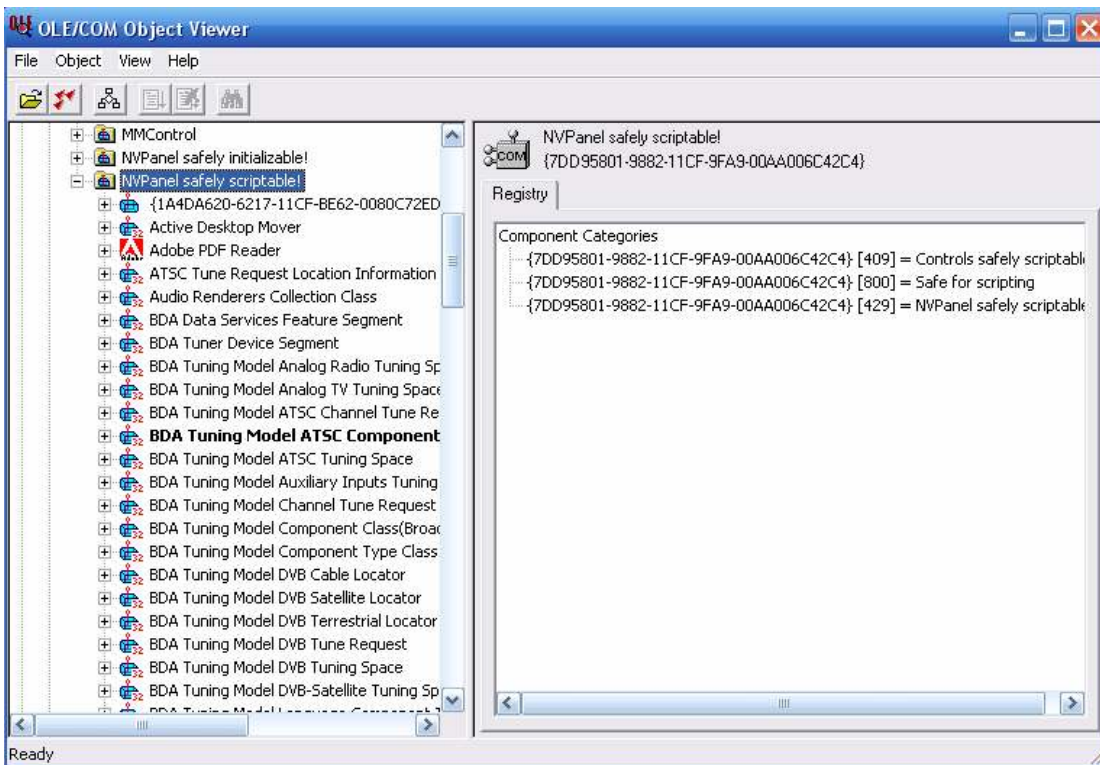 OLE/COM Object Viewer
File Object View Help
MMControl
NVPanel safely initializable!
NVPanel safely scriptable!
{1A4DA620-6217-11CF-BE62-0080C72ED
Active Desktop Mover
Adobe PDF Reader
ATSC Tune Request Location Information
Audio Renderers Collection Class
BDA Data Services Feature Segment
BDA Tuner Device Segment
BDA Tuning Model Analog Radio Tuning Sp
BDA Tuning Model Analog TV Tuning Space
BDA Tuning Model ATSC Channel Tune Re
BDA Tuning Model ATSC Component
BDA Tuning Model ATSC Tuning Space
BDA Tuning Model Auxiliary Inputs Tuning
BDA Tuning Model Channel Tune Request
BDA Tuning Model Component Class(Broad
BDA Tuning Model Component Type Class
BDA Tuning Model DVB Cable Locator
BDA Tuning Model DVB Satellite Locator
BDA Tuning Model DVB Terrestrial Locator
BDA Tuning Model DVB Tune Request
BDA Tuning Model DVB Tuning Space
BDA Tuning Model DVB-Satellite Tuning Sp
NVPanel safely scriptable!
{7DD95801-9882-11CF-9FA9-00AA006C42C4}
Registry
Component Categories
{7DD95801-9882-11CF-9FA9-00AA006C42C4} [409] = Controls safely scriptable
{7DD95801-9882-11CF-9FA9-00AA006C42C4} [800] = Safe for scripting
{7DD95801-9882-11CF-9FA9-00AA006C42C4} [429] = NVPanel safely scriptable
Ready